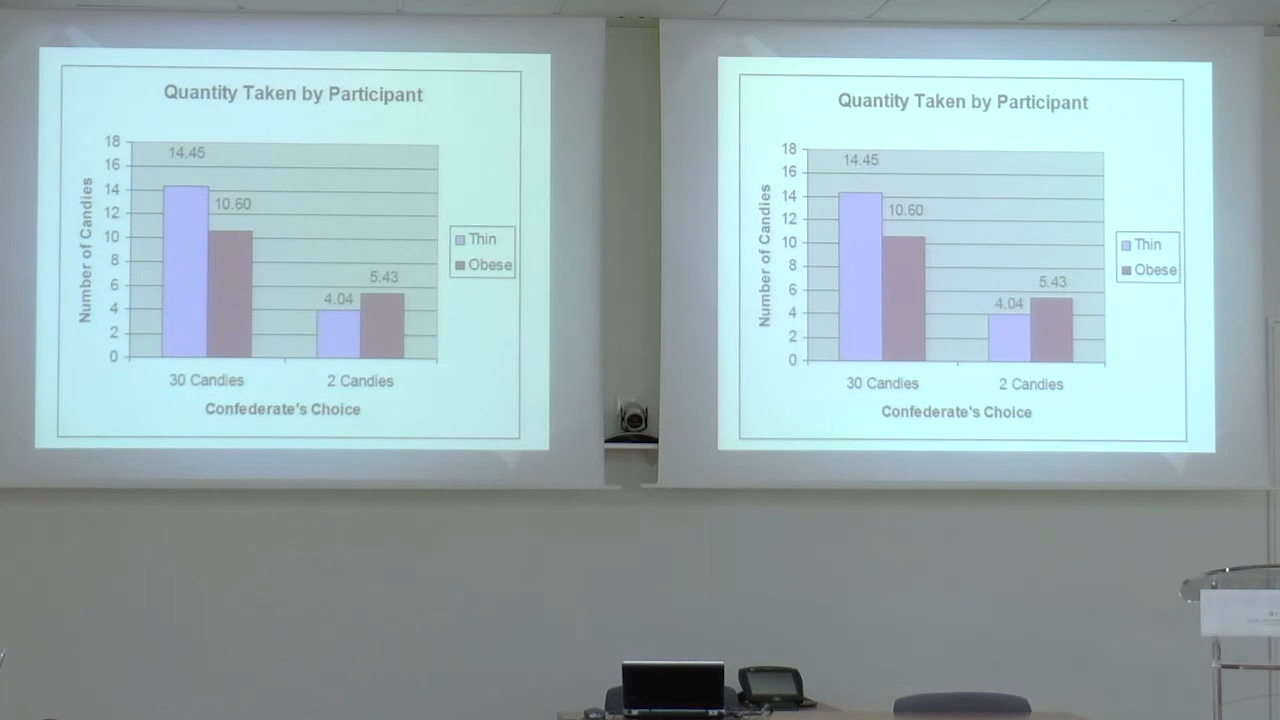 Quantity Taken by Participant
18
16
14
12
10
8
6
4
2
0
Number of Candies
14.45
10.60
4.04
5.43
30 Candies
2 Candies
Confederate's Choice
Thin
Obese
Quantity Taken by Participant
18
16
14
12
10
8
6
4
2
0
Number of Candies
14.45
10.60
4.04
5.43
30 Candies
2 Candies
Confederate's Choice
Thin
Obese